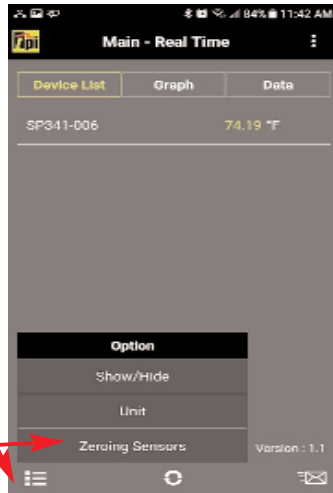 84% 11:42 AM
npi Main - Real Time
Device List Graph Data
SP341-006 74.19 °F
Option
Show/Hide
Unit
Zeroing Sensors
Version : 1.1